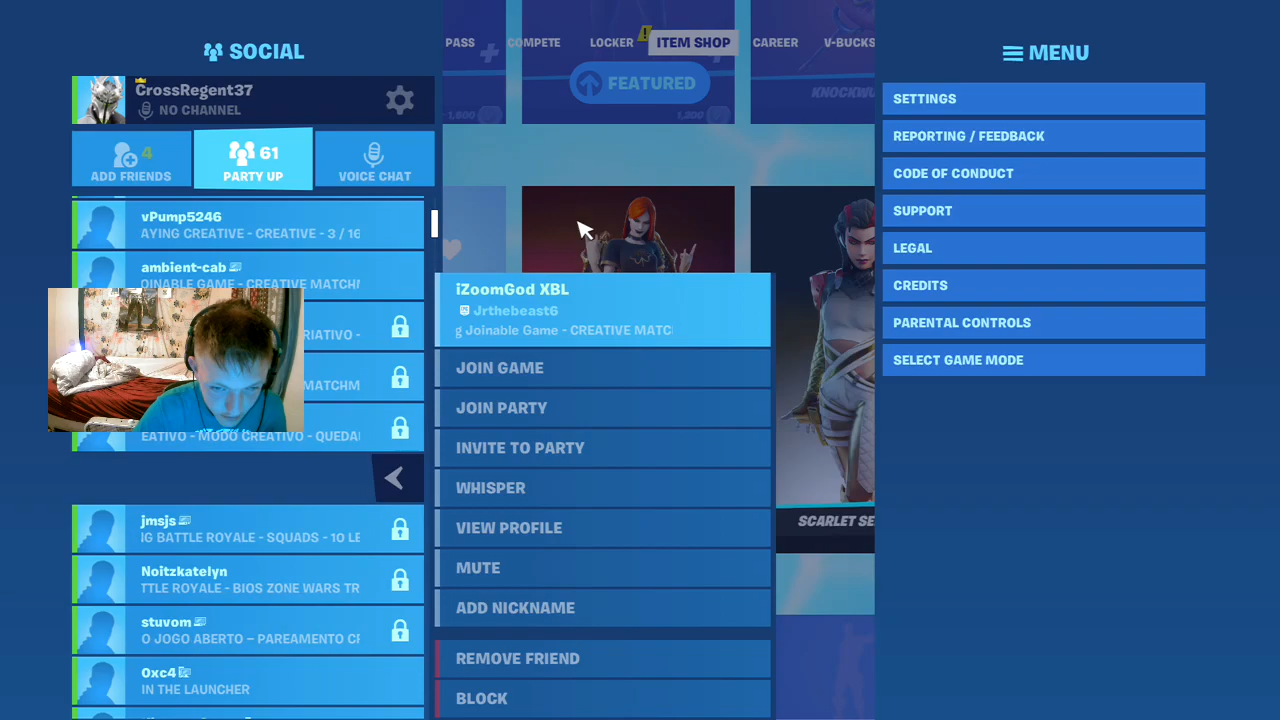 SOCIAL
CrossRegent37
NO CHANNEL
4
ADD FRIENDS
61
PARTY UP
VOICE CHAT
vPump5246
AYING CREATIVE - CREATIVE - 3 / 16
ambient-cab
OINABLE GAME - CREATIVE MATCHM
RIATIVO -
MATCHM
EATIVO - MODO CREATIVO - QUEDA
jmsjs
IG BATTLE ROYALE - SQUADS - 10 LE
Noitzkatelyn
TTLE ROYALE - BIOS ZONE WARS TR
stuvom
O JOGO ABERTO – PAREAMENTO CR
0xc4
IN THE LAUNCHER
PASS
COMPETE
LOCKER
ITEM SHOP
CAREER
V-BUCKS
FEATURED
1,200
KNOCKWU
SCARLET SE
iZoomGod XBL
Jrthebeast6
g Joinable Game - CREATIVE MATC
JOIN GAME
JOIN PARTY
INVITE TO PARTY
WHISPER
VIEW PROFILE
MUTE
ADD NICKNAME
REMOVE FRIEND
BLOCK
MENU
SETTINGS
REPORTING / FEEDBACK
CODE OF CONDUCT
SUPPORT
LEGAL
CREDITS
PARENTAL CONTROLS
SELECT GAME MODE